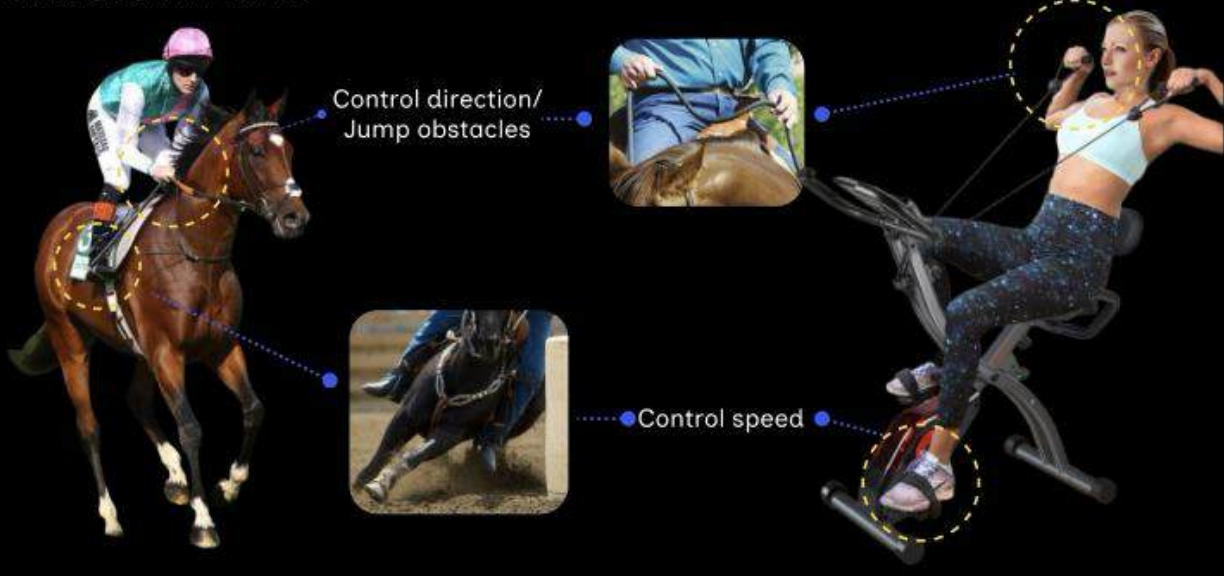 Control direction/
Jump obstacles
Control speed